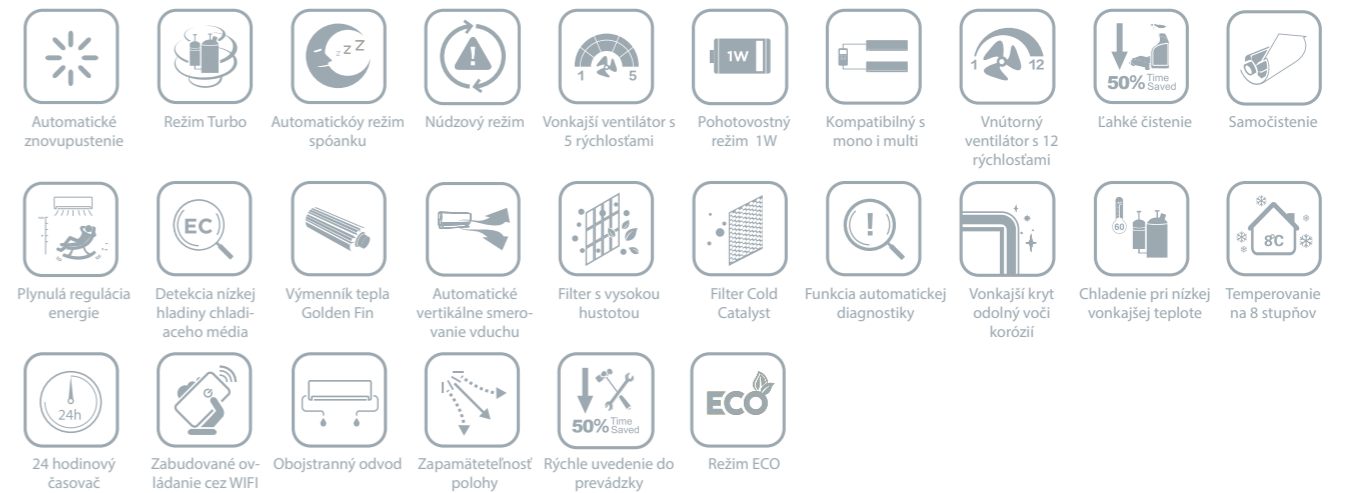 z Z Z
1 5
1W
1 12
50% Time Saved
Automatické
znovupustenie
Režim Turbo
Automatickóy režim
spóanku
Núdzový režim
Vonkajší ventilátor s
5 rýchlosťami
Pohotovostný
režim 1W
Kompatibilný s
mono i multi
Vnútorný
ventilátor s 12
rýchlosťami
Ľahké čistenie
Samočistenie
EC
!
60
8°C
Plynulá regulácia
energie
Detekcia nízkej
hladiny chladi-
aceho média
Výmenník tepla
Golden Fin
Automatické
vertikálne smero-
vanie vduchu
Filter s vysokou
hustotou
Filter Cold
Catalyst
Funkcia automatickej
diagnostiky
Vonkajší kryt
odolný voči
korózií
Chladenie pri nízkej
vonkajšej teplote
Temperovanie
na 8 stupňov
24h
50% Time Saved
ECO
24 hodinový
časovač
Zabudované ov-
ládanie cez WIFI
Obojstranný odvod
Zapamäteteľnosť
polohy
Rýchle uvedenie do
prevádzky
Režim ECO